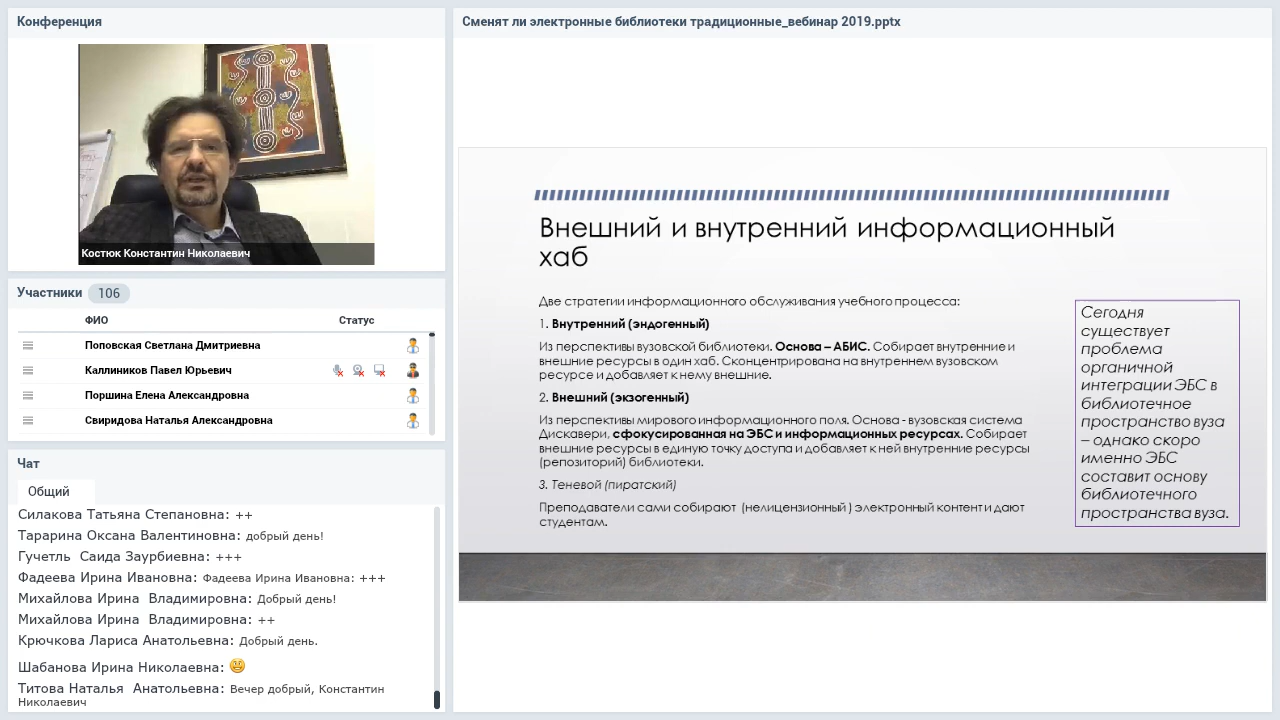 Конференция
Костюк Константин Николаевич
Участники 106
ФИО Статус
Поповская Светлана Дмитриевна
Каллиников Павел Юрьевич
Поршина Елена Александровна
Свиридова Наталья Александровна
Чат
Общий
Силакова Татьяна Степановна: ++
Тарарина Оксана Валентиновна: добрый день!
Гучетль Саида Заурбиевна: +++
Фадеева Ирина Ивановна: Фадеева Ирина Ивановна: +++
Михайлова Ирина Владимировна: Добрый день!
Михайлова Ирина Владимировна: ++
Крючкова Лариса Анатольевна: Добрый день.
Шабанова Ирина Николаевна:
Титова Наталья Анатольевна: Вечер добрый, Константин
Николаевич
Сменят ли электронные библиотеки традиционные_вебинар 2019.pptx
Внешний и внутренний информационный
хаб
Две стратегии информационного обслуживания учебного процесса:
1. Внутренний (эндогенный)
Из перспективы вузовской библиотеки. Основа – АБИС. Собирает внутренние и
внешние ресурсы в один хаб. Сконцентрирована на внутреннем вузовском
ресурсе и добавляет к нему внешние.
2. Внешний (экзогенный)
Из перспективы мирового информационного поля. Основа - вузовская система
Дискавери, сфокусированная на ЭБС и информационных ресурсах. Собирает
внешние ресурсы в единую точку доступа и добавляет к ней внутренние ресурсы
(репозиторий) библиотеки.
3. Теневой (пиратский)
Преподаватели сами собирают (нелицензионный ) электронный контент и дают
студентам.
Сегодня
существует
проблема
органичной
интеграции ЭБС в
библиотечное
пространство вуза
– однако скоро
именно ЭБС
составит основу
библиотечного
пространства вуза.